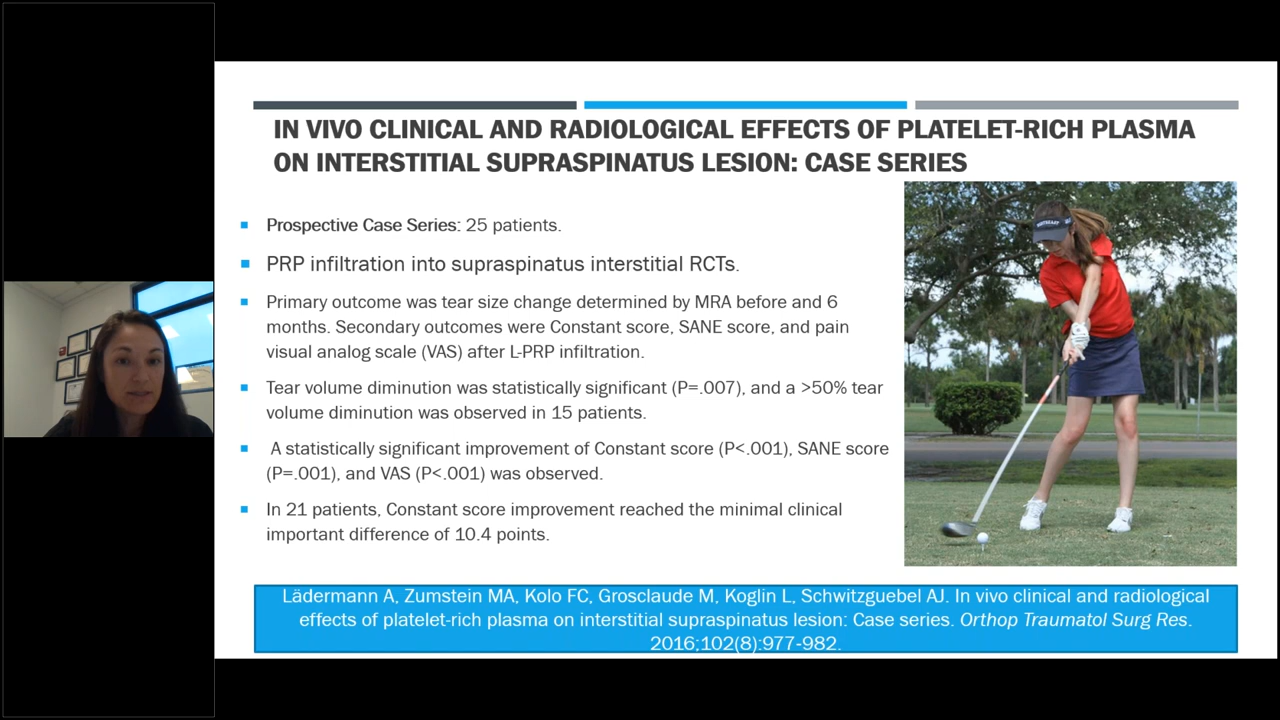 IN VIVO CLINICAL AND RADIOLOGICAL EFFECTS OF PLATELET-RICH PLASMA
ON INTERSTITIAL SUPRASPINATUS LESION: CASE SERIES
Prospective Case Series: 25 patients.
PRP infiltration into supraspinatus interstitial RCTs.
Primary outcome was tear size change determined by MRA before and 6
months. Secondary outcomes were Constant score, SANE score, and pain
visual analog scale (VAS) after L-PRP infiltration.
Tear volume diminution was statistically significant (P=.007), and a >50% tear
volume diminution was observed in 15 patients.
A statistically significant improvement of Constant score (P<.001), SANE score
(P=.001), and VAS (P<.001) was observed.
In 21 patients, Constant score improvement reached the minimal clinical
important difference of 10.4 points.
Lädermann A, Zumstein MA, Kolo FC, Grosclaude M, Koglin L, Schwitzguebel AJ. In vivo clinical and radiological
effects of platelet-rich plasma on interstitial supraspinatus lesion: Case series. Orthop Traumatol Surg Res.
2016;102(8):977-982.